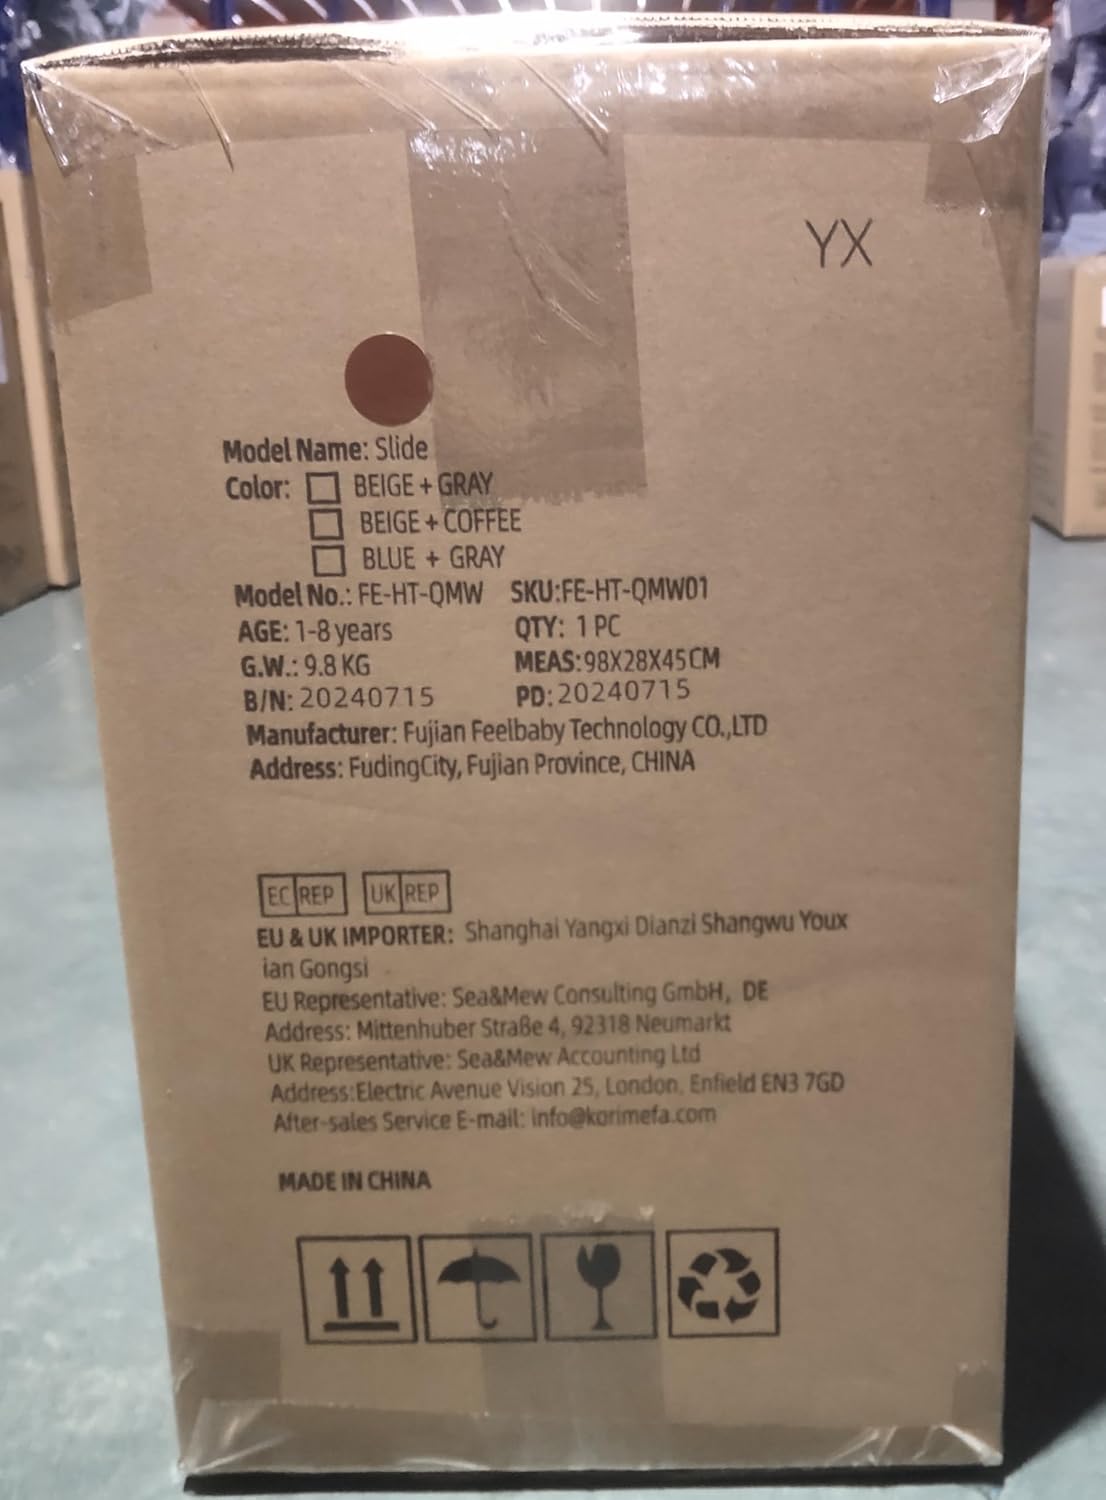 YX
Model Name: Slide
Color: BEIGE + GRAY
BEIGE + COFFEE
BLUE + GRAY
Model No.: FE-HT-QMW SKU:FE-HT-QMW01
AGE: 1-8 years QTY: 1 PC
G.W.: 9.8 KG MEAS:98X28X45CM
B/N: 20240715 PD: 20240715
Manufacturer: Fujian Feelbaby Technology CO.,LTD
Address: FudingCity, Fujian Province, CHINA
EC REP UK REP
EU & UK IMPORTER: Shanghai Yangxi Dianzi Shangwu Youx
ian Gongsi
EU Representative: Sea&Mew Consulting GmbH, DE
Address: Mittenhuber Straße 4, 92318 Neumarkt
UK Representative: Sea&Mew Accounting Ltd
Address:Electric Avenue Vision 25, London, Enfield EN3 7GD
After-sales Service E-mail: info@korimefa.com
MADE IN CHINA